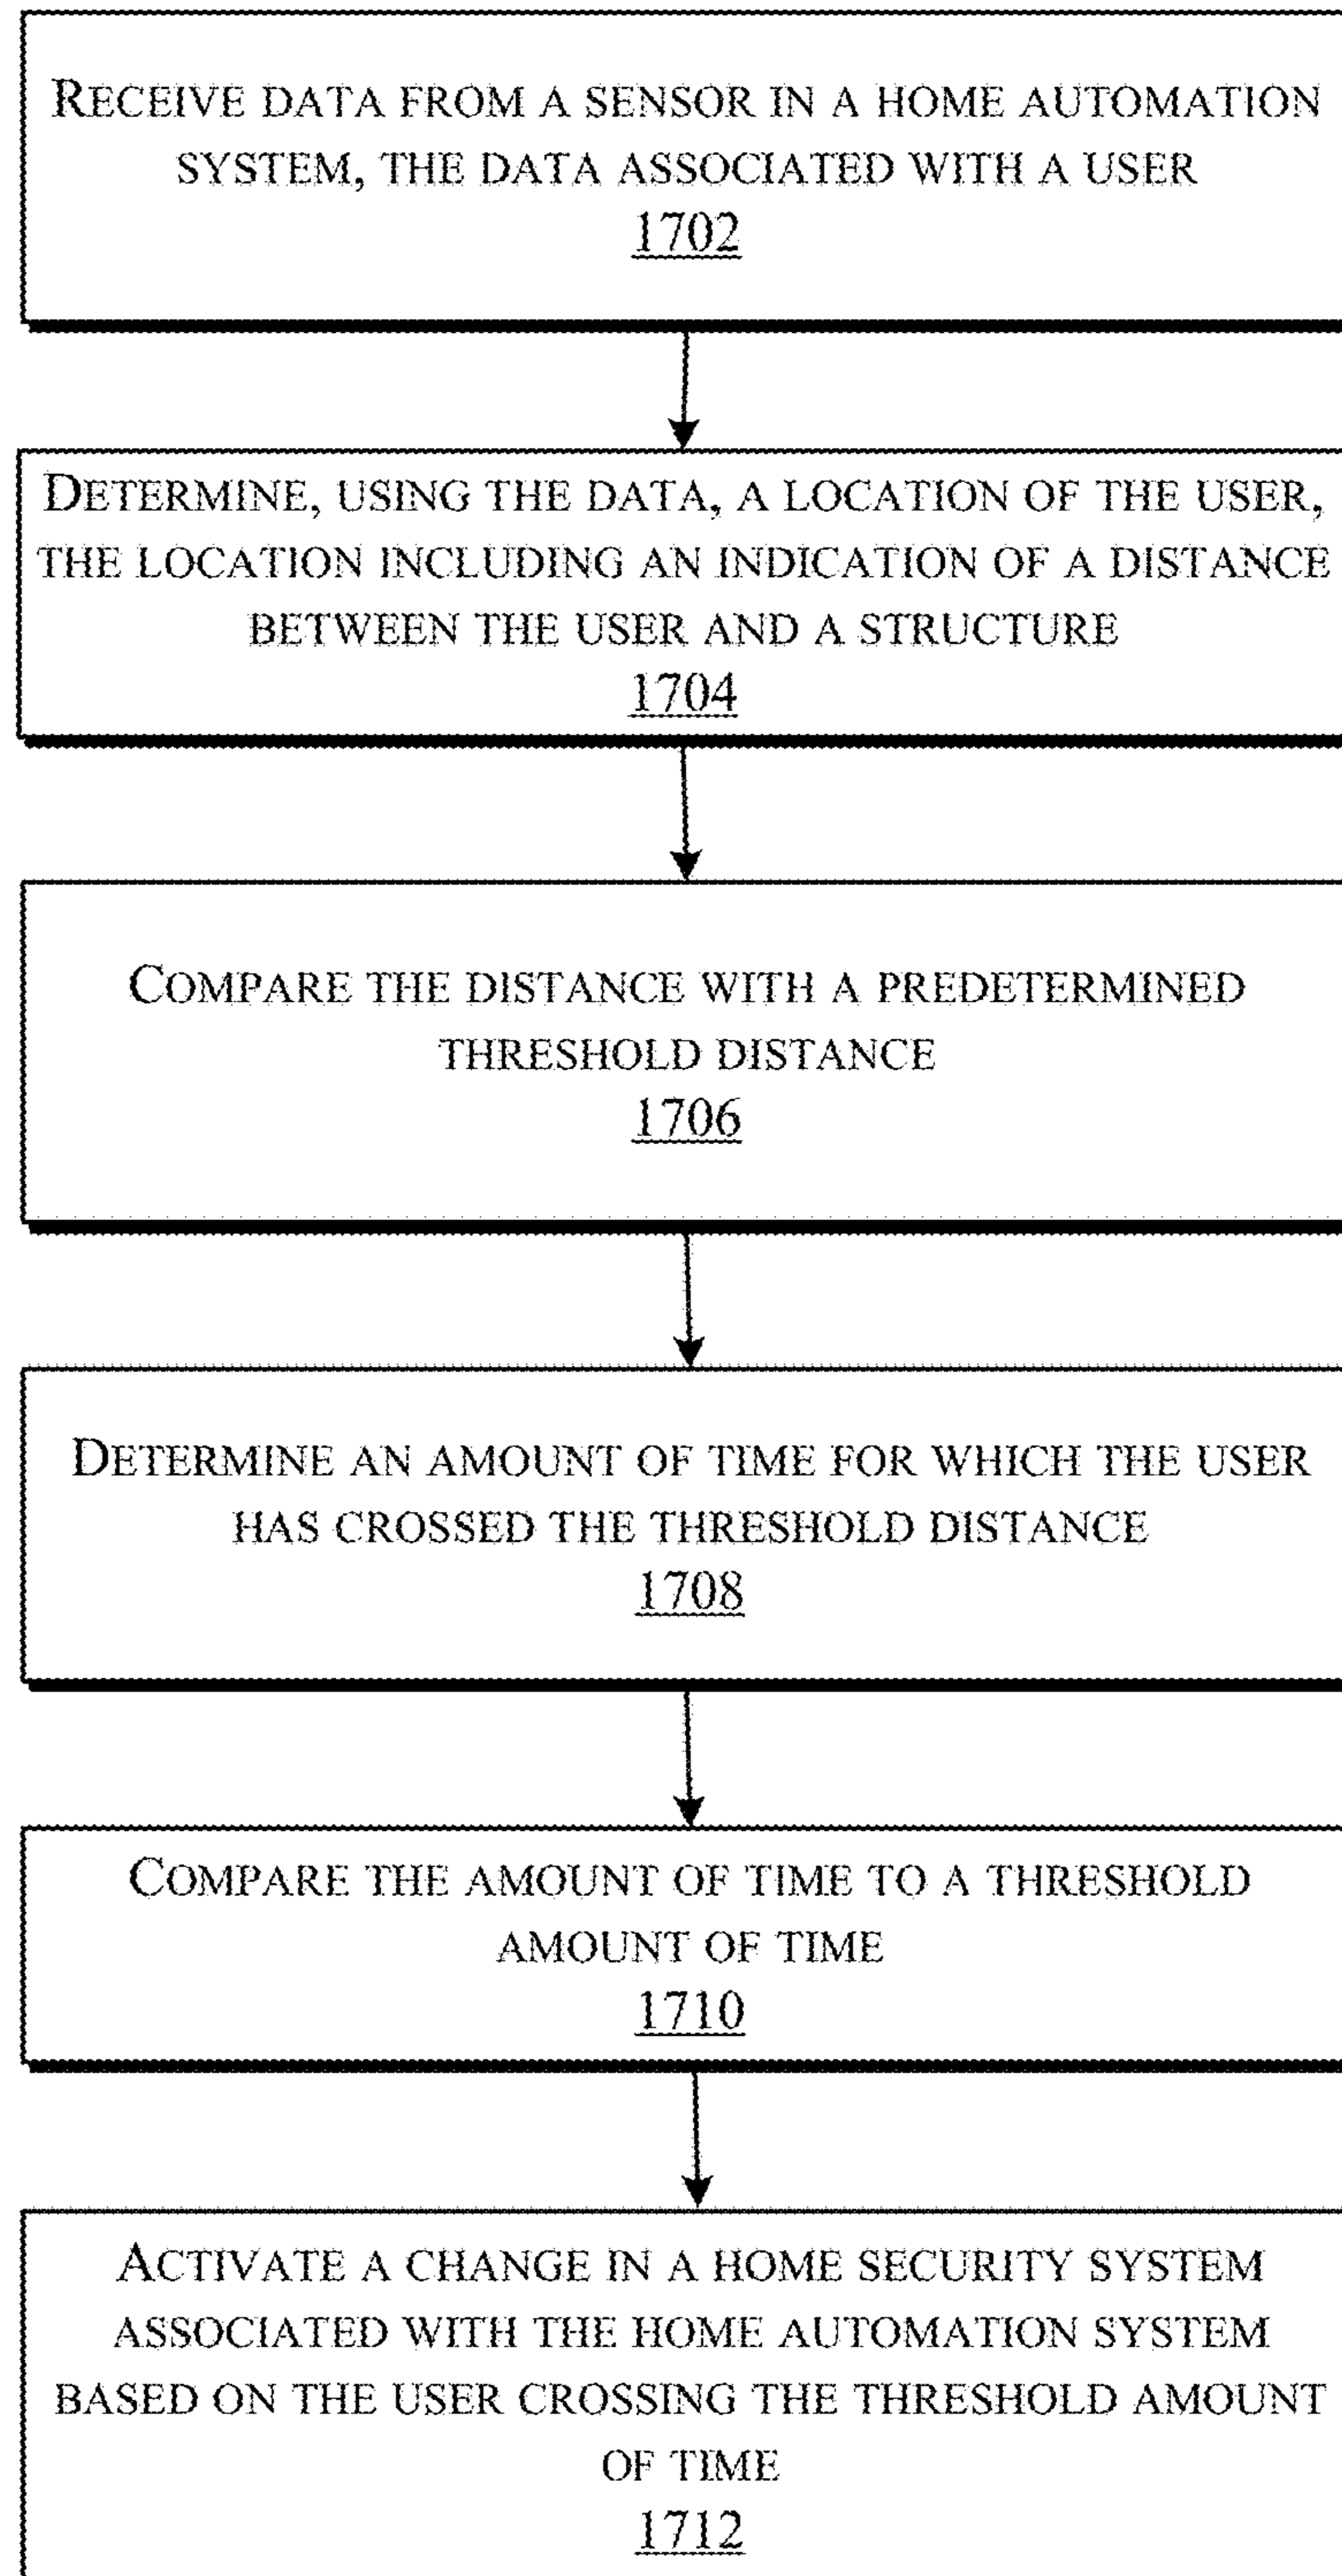 RECEIVE DATA FROM A SENSOR IN A HOME AUTOMATION
SYSTEM, THE DATA ASSOCIATED WITH A USER
1702
DETERMINE, USING THE DATA, A LOCATION OF THE USER,
THE LOCATION INCLUDING AN INDICATION OF A DISTANCE
BETWEEN THE USER AND A STRUCTURE
1704
COMPARE THE DISTANCE WITH A PREDETERMINED
THRESHOLD DISTANCE
1706
DETERMINE AN AMOUNT OF TIME FOR WHICH THE USER
HAS CROSSED THE THRESHOLD DISTANCE
1708
COMPARE THE AMOUNT OF TIME TO A THRESHOLD
AMOUNT OF TIME
1710
ACTIVATE A CHANGE IN A HOME SECURITY SYSTEM
ASSOCIATED WITH THE HOME AUTOMATION SYSTEM
BASED ON THE USER CROSSING THE THRESHOLD AMOUNT
OF TIME
1712